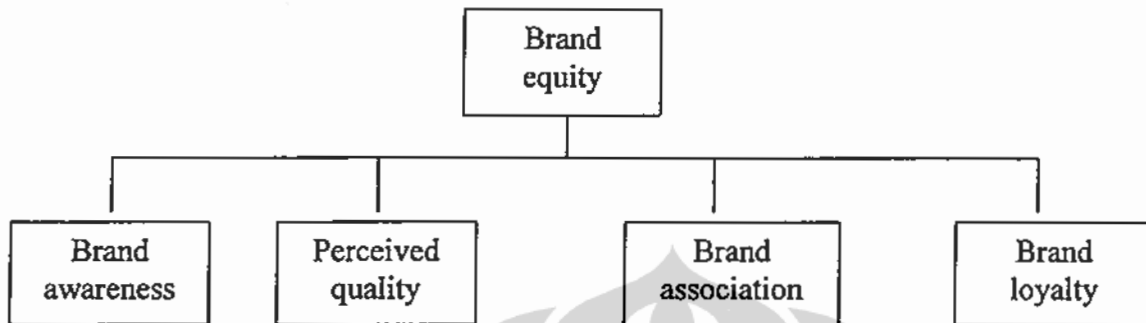 Brand
equity
Brand
awareness
Perceived
quality
Brand
association
Brand
loyalty